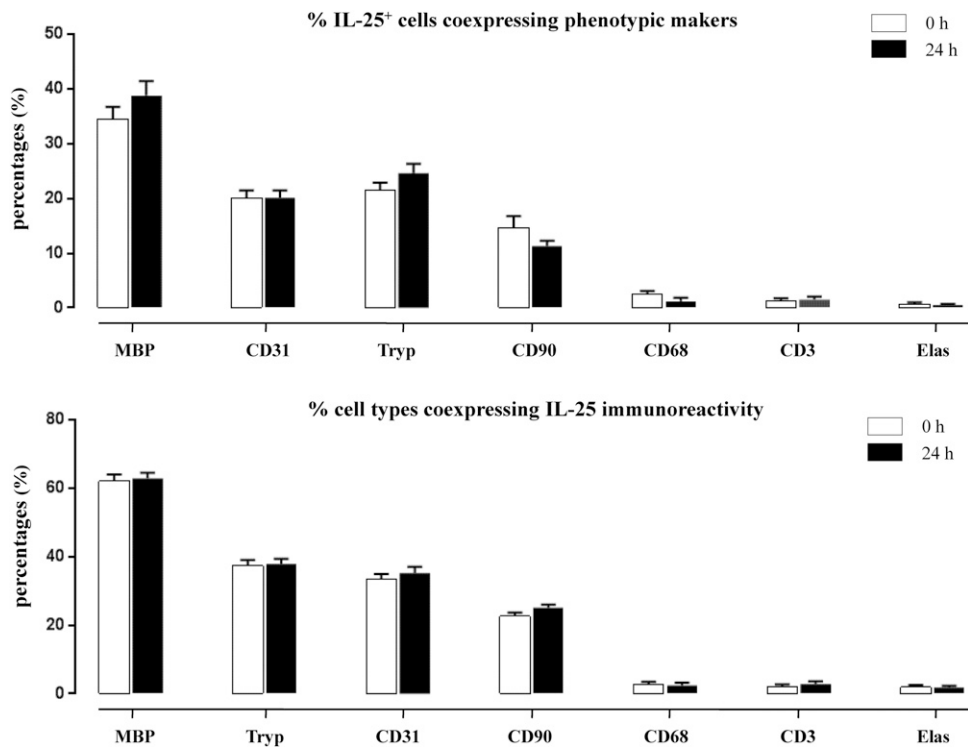 % IL-25⁺ cells coexpressing phenotypic makers
0 h
24 h
percentages (%)
50
40
30
20
10
0
MBP CD31 Tryp CD90 CD68 CD3 Elas
% cell types coexpressing IL-25 immunoreactivity
0 h
24 h
percentages (%)
80
60
40
20
0
MBP Tryp CD31 CD90 CD68 CD3 Elas